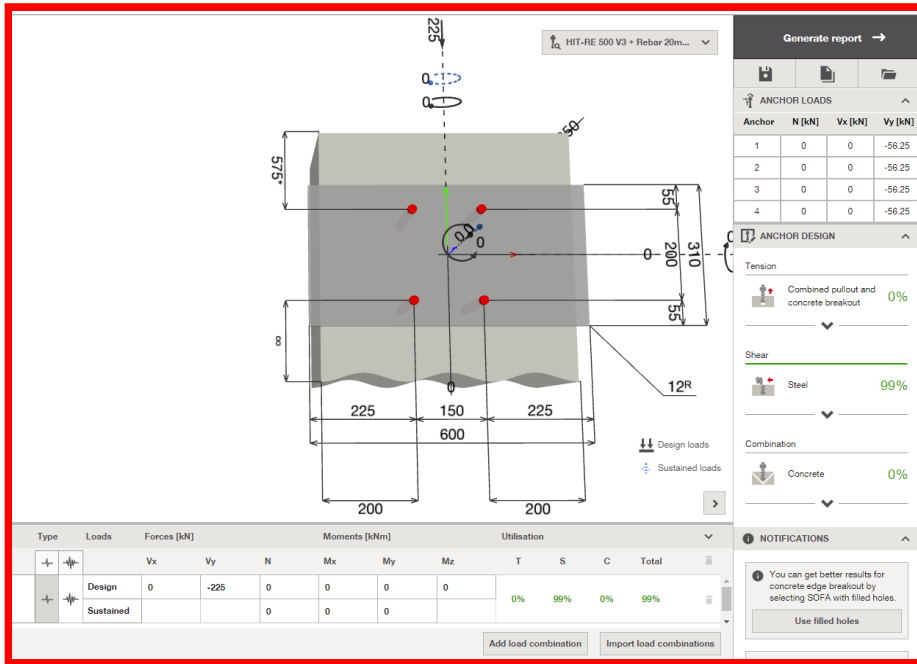 225
HIT-RE 500 V3 + Rebar 20m...
Generate report →
0
0
ANCHOR LOADS
Anchor N [kN] Vx [kN] Vy [kN]
1 0 0 -56.25
2 0 0 -56.25
3 0 0 -56.25
4 0 0 -56.25
575*
55
200
310
55
0
0
0
∞
0
12R
225 150 225
600
200 200
Design loads
Sustained loads
ANCHOR DESIGN
Tension
Combined pullout and
concrete breakout 0%
Shear
Steel 99%
Combination
Concrete 0%
NOTIFICATIONS
You can get better results for
concrete edge breakout by
selecting SOFA with filled holes.
Use filled holes
Type Loads Forces [kN] Moments [kNm] Utilisation
Vx Vy N Mx My Mz T S C Total
Design 0 -225 0 0 0 0
0% 99% 0% 99%
Sustained 0 0 0
Add load combination Import load combinations